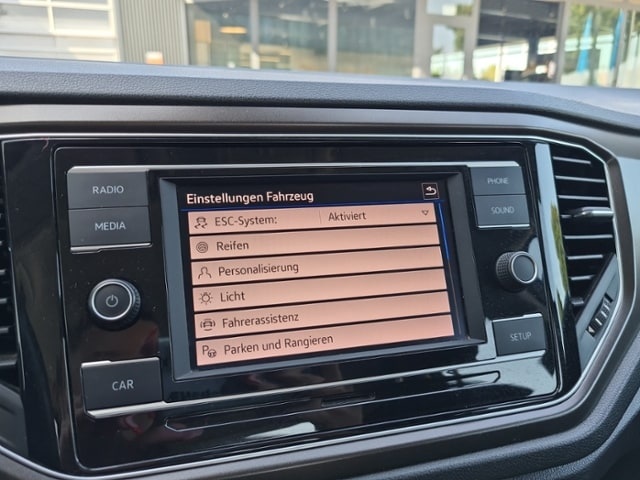 RADIO
MEDIA
CAR
Einstellungen Fahrzeug
ESC-System: Aktiviert
Reifen
Personalisierung
Licht
Fahrerassistenz
Parken und Rangieren
PHONE
SOUND
SETUP